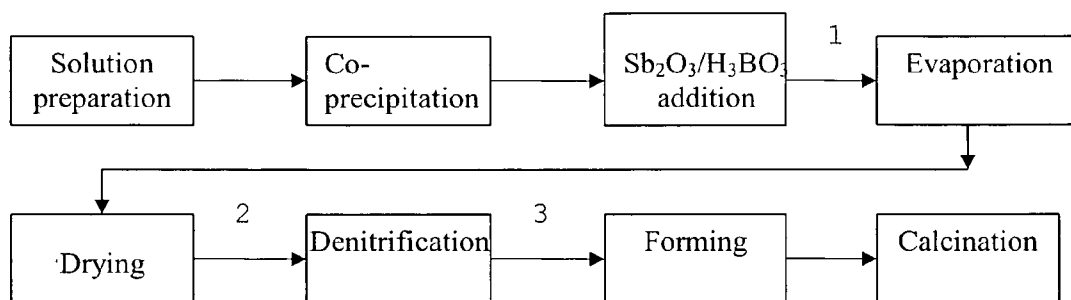 Solution
preparation
Co-
precipitation
Sb₂O₃/H₃BO₃
addition
1
Evaporation
Drying
2
Denitrification
3
Forming
Calcination